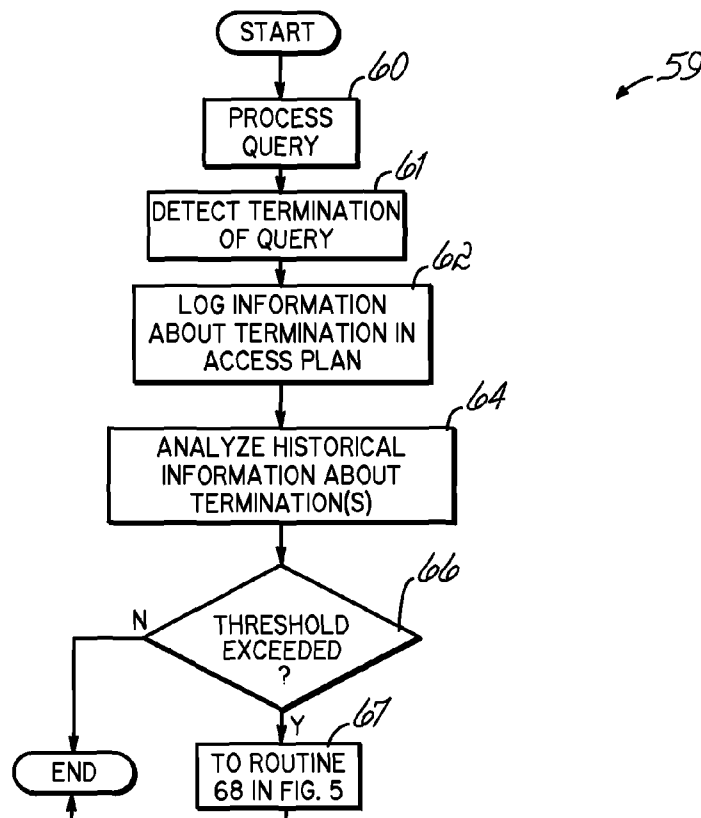 START
60
59
PROCESS
QUERY
61
DETECT TERMINATION
OF QUERY
62
LOG INFORMATION
ABOUT TERMINATION IN
ACCESS PLAN
64
ANALYZE HISTORICAL
INFORMATION ABOUT
TERMINATION(S)
66
N
THRESHOLD
EXCEEDED
?
Y
67
END
TO ROUTINE
68 IN FIG. 5